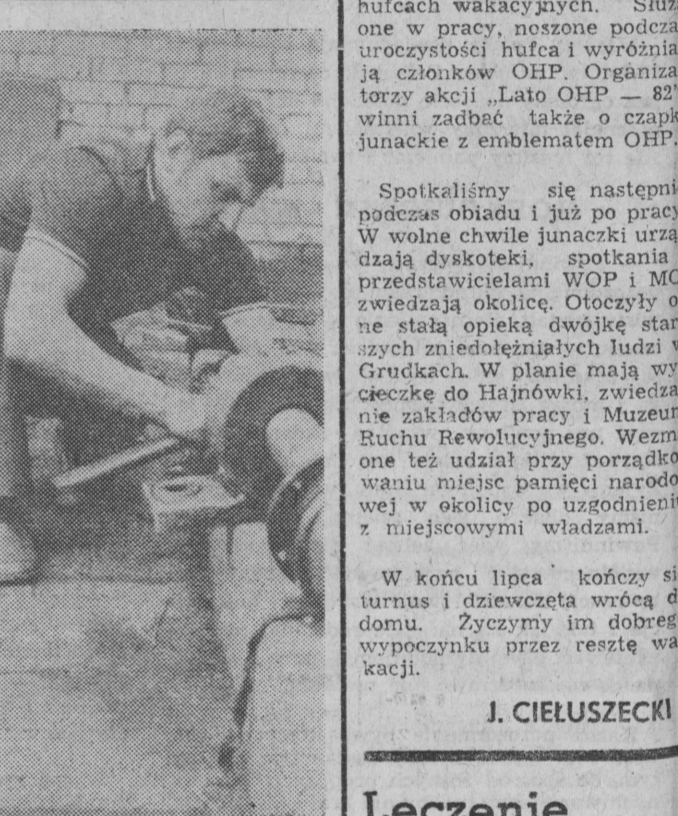 hufcach wakacyjnych. Służ
one w pracy, noszone podcza
uroczystości hufca i wyróżnia
ją członków OHP. Organiza
torzy akcji „Lato OHP — 82"
winni zadbać także o czapk
junackie z emblematem OHP.
Spotkaliśmy się następni
podczas obiadu i już po pracy
W wolne chwile junaczki urzą
dzają dyskoteki, spotkania
przedstawicielami WOP i MO
zwiedzają okolicę. Otoczyły o
ne stałą opieką dwójkę star
szych zniedołężniałych ludzi w
Grudkach. W planie mają wy
cieczkę do Hajnówki, zwiedza
nie zakładów pracy i Muzeum
Ruchu Rewolucyjnego. Wezm
one też udział przy porządko
waniu miejsc pamięci narodo
wej w okolicy po uzgodnieniu
z miejscowymi władzami.
W końcu lipca kończy si
turnus i dziewczęta wrócą d
domu. Życzymy im dobreg
wypoczynku przez resztę wa
kacji.
J. CIEŁUSZECKI
Leczenie